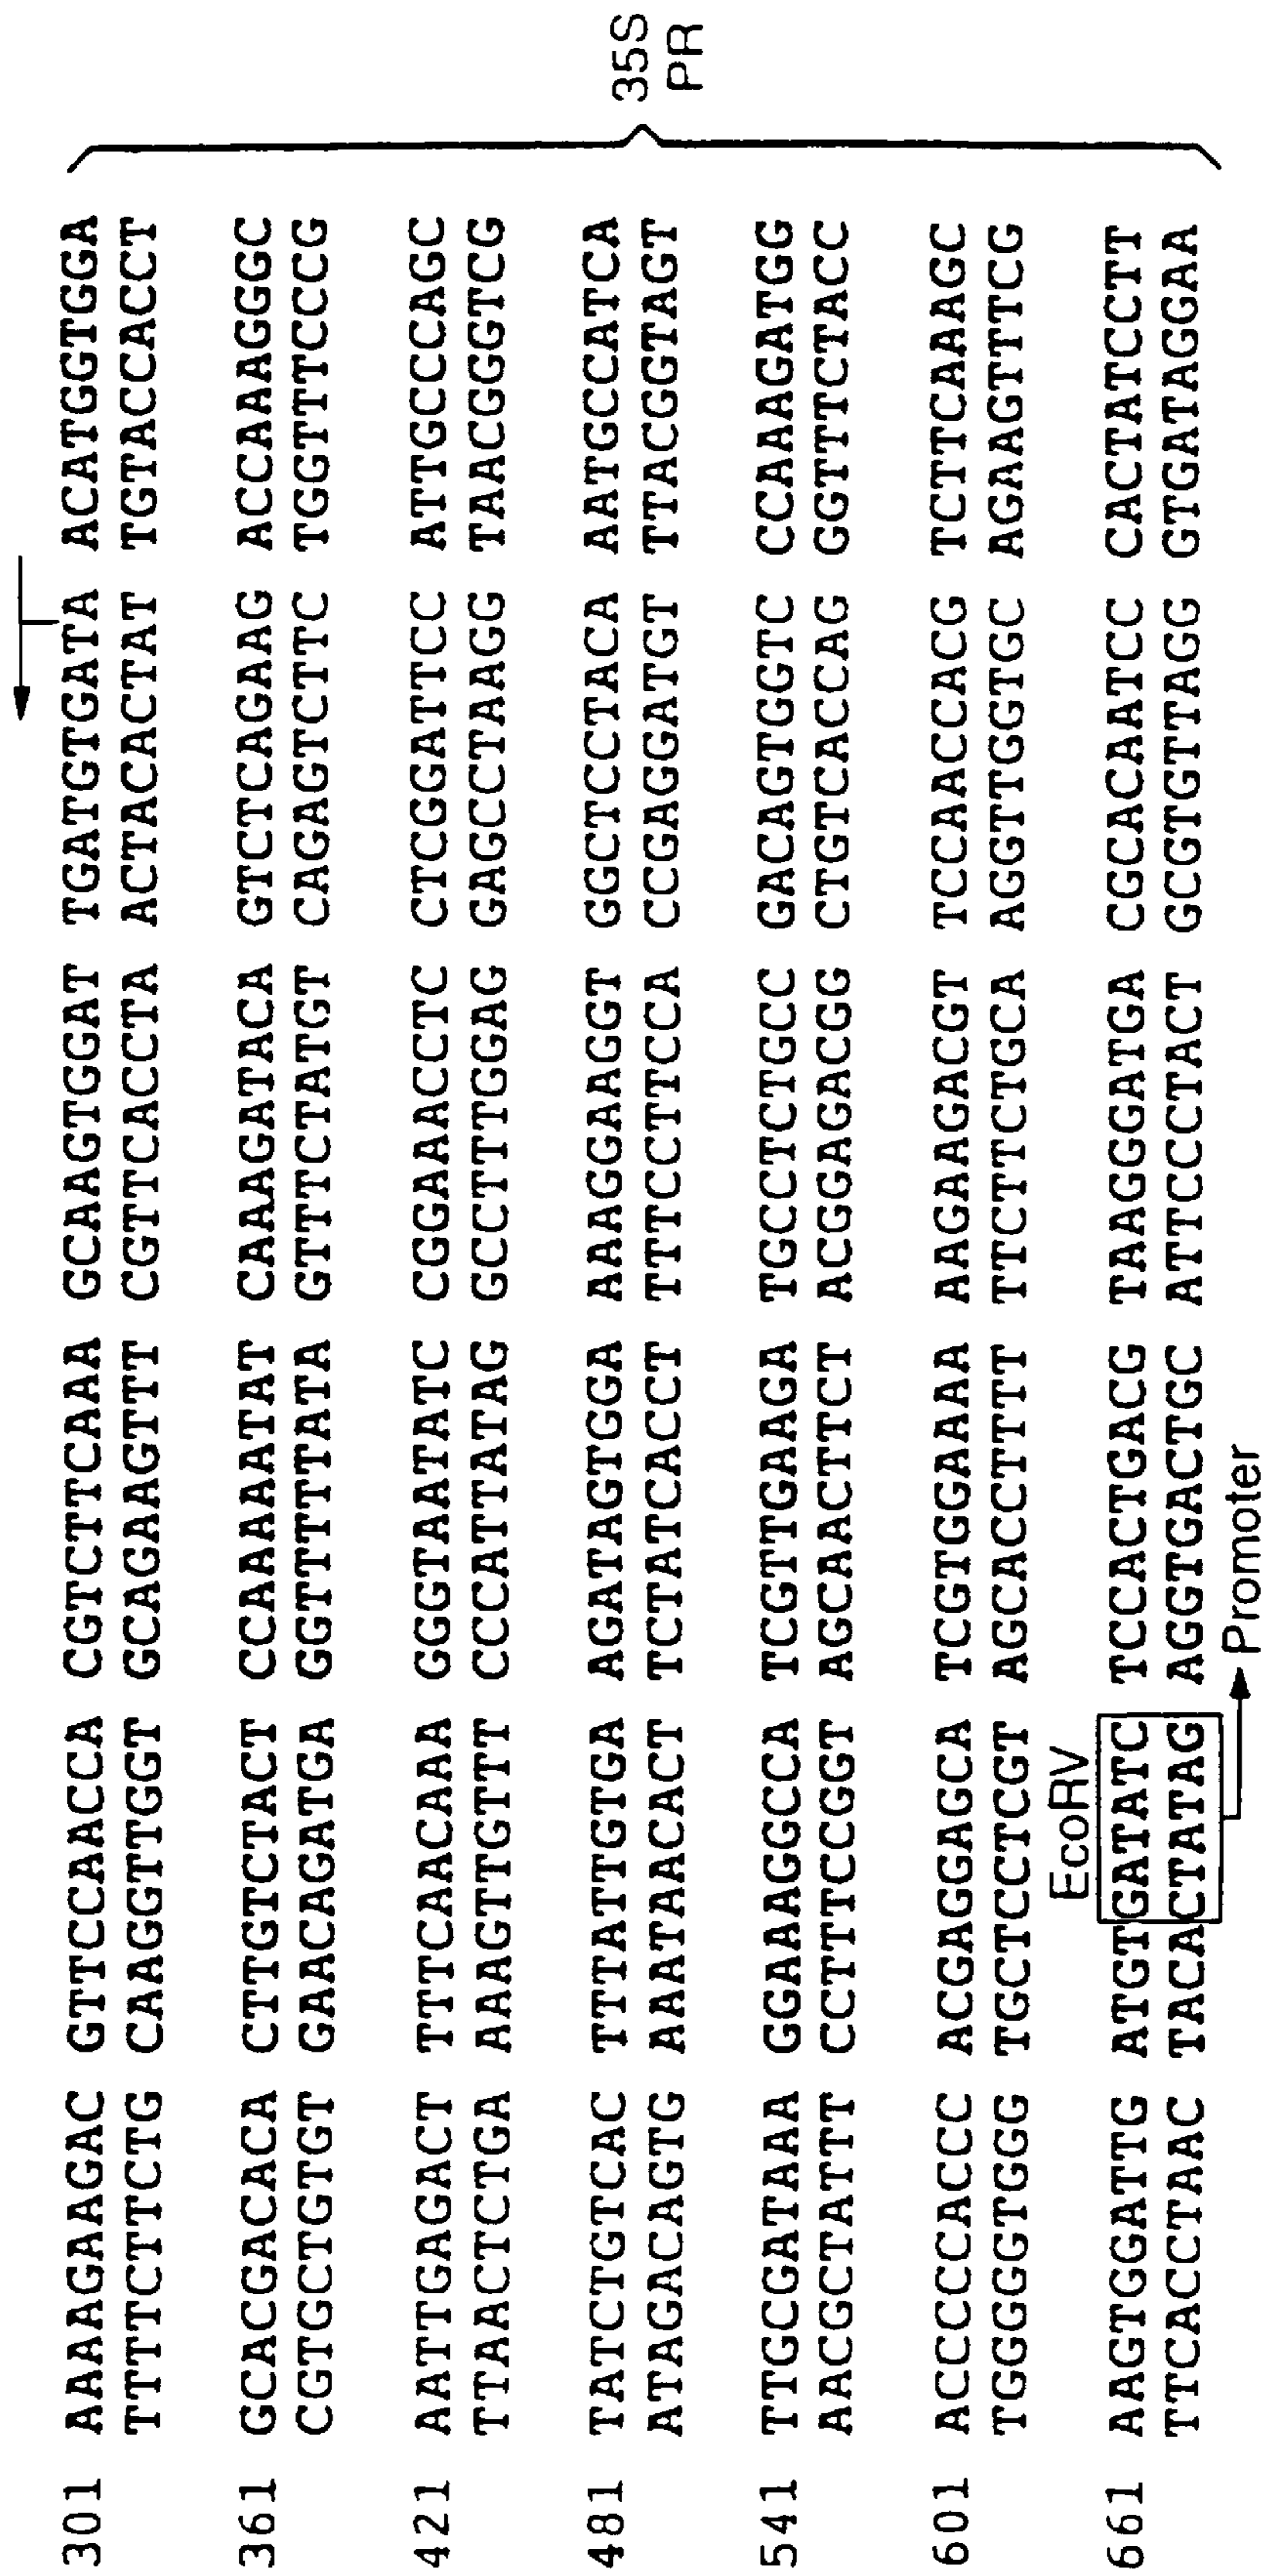 301 AAAGAAGAC GTTCCAACCA CGTCTTCAAA GCAAGTGGAT TGATGTGATA ACATGGTGGA
TTTTCTTCTG CAAGGTTGGT GCAGAAGTTT CGTTCACCTA ACTACACTAT TGTACCACCT
361 GCACGACACA CTTGTCTACT CCAAAAATAT CAAAGATACA GTCTCAGAAG ACCAAAGGGC
CGTGCTGTGT GAACAGATGA GGTTTTTATA GTTTCTATGT CAGAGTCTTC TGGTTTCCCG
421 AATTGAGACT TTTCAACAAA GGGTAATATC CGGAAACCTC CTCGGATTCC ATTGCCCAGC
TTAACTCTGA AAAGTTGTTT CCCATTATAG GCCTTTGGAG GAGCCTAAGG TAACGGGTCG
481 TATCTGTCAC TTTATTGTGA AGATAGTGGA AAAGGAAGGT GGCTCCTACA AATGCCATCA
ATAGACAGTG AAATAACACT TCTATCACCT TTTCCTTCCA CCGAGGATGT TTACGGTAGT
541 TTGCGATAAA GGAAAGGCCA TCGTTGAAGA TGCCTCTGCC GACAGTGGTC CCAAAGATGG
AACGCTATTT CCTTTCCGGT AGCAACTTCT ACGGAGACGG CTGTCACCAG GGTTTCTACC
601 ACCCCCACCC ACGAGGAGCA TCGTGGAAAA AAGAAGACGT TCCAACCACG TCTTCAAAGC
TGGGGGTGGG TGCTCCTCGT AGCACCTTTT TTCTTCTGCA AGGTTGGTGC AGAAGTTTCG
EcoRV
661 AAGTGGATTG ATGTGATATC TCCACTGACG TAAGGGATGA CGCACAATCC CACTATCCTT
TTCACCTAAC TACACTATAG AGGTGACTGC ATTCCCTACT GCGTGTTAGG GTGATAGGAA
Promoter
35S
PR